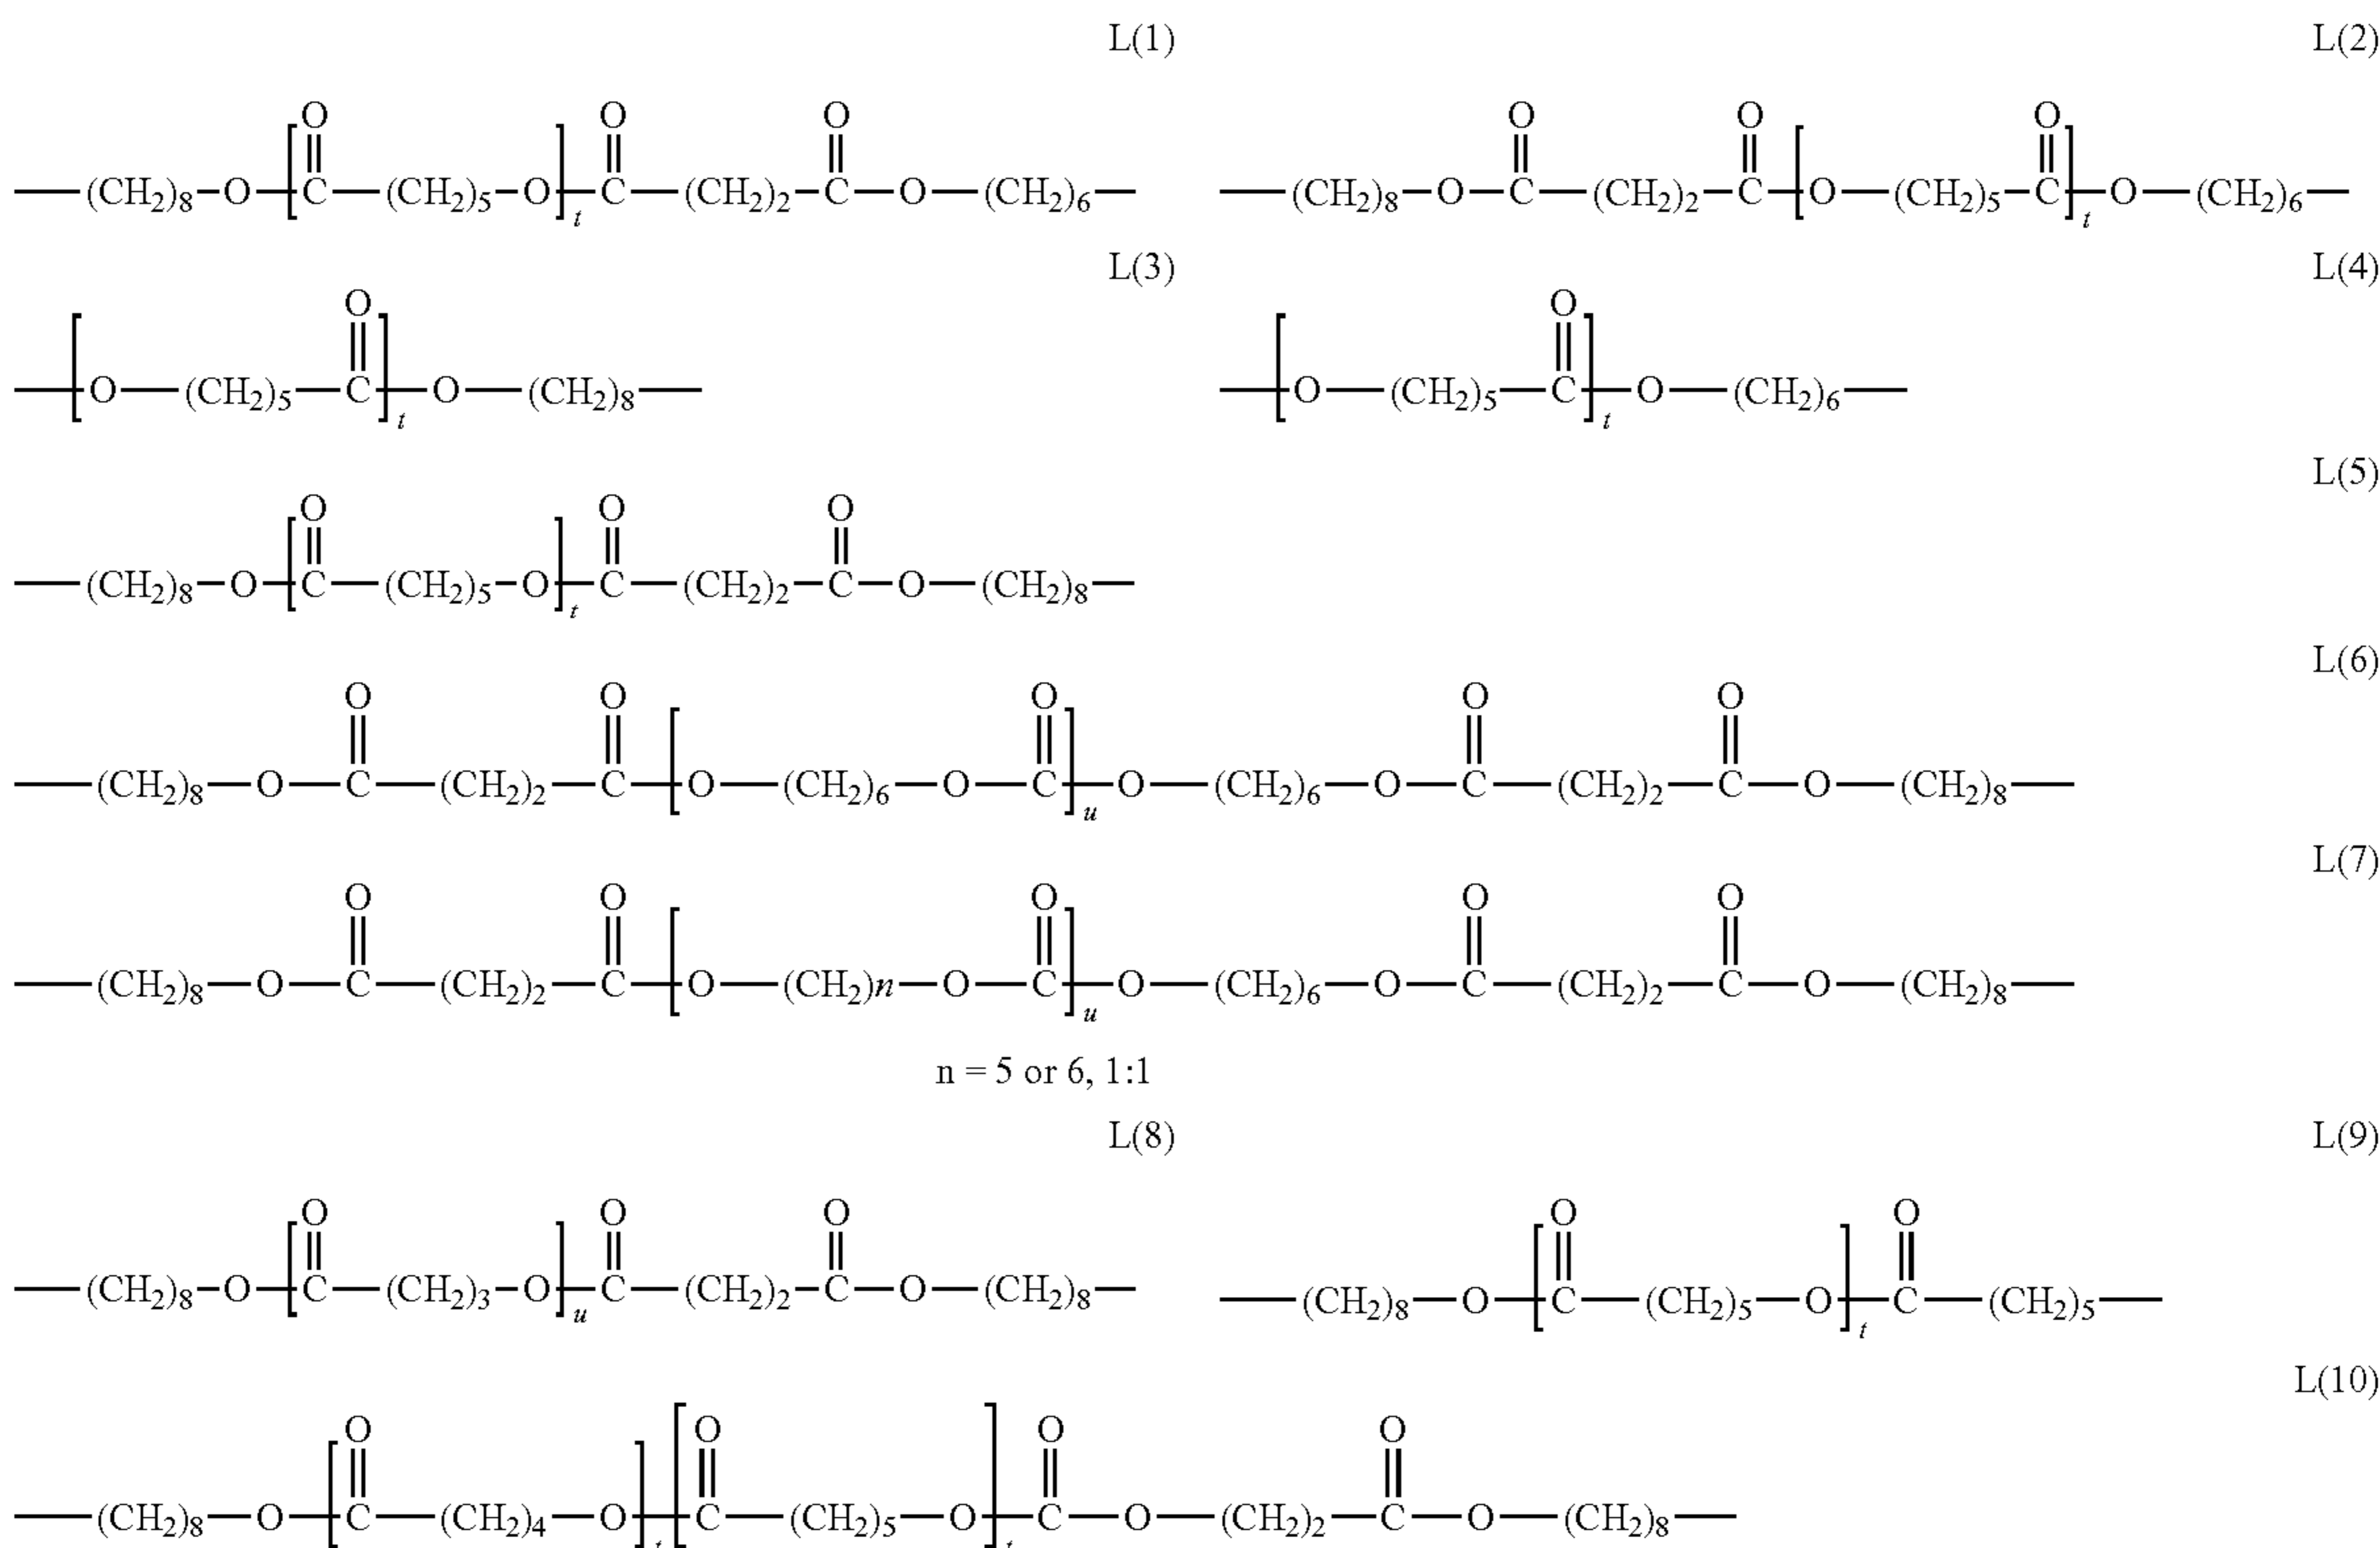 L(1) L(2)
O O O O O O
—(CH₂)₈—O—[C—(CH₂)₅—O]ₜ—C—(CH₂)₂—C—O—(CH₂)₆— —(CH₂)₈—O—C—(CH₂)₂—C—[O—(CH₂)₅—C]ₜ—O—(CH₂)₆—
L(3) L(4)
O O
—[O—(CH₂)₅—C]ₜ—O—(CH₂)₈— —[O—(CH₂)₅—C]ₜ—O—(CH₂)₆—
L(5)
O O O
—(CH₂)₈—O—[C—(CH₂)₅—O]ₜ—C—(CH₂)₂—C—O—(CH₂)₈—
L(6)
O O O O O
—(CH₂)₈—O—C—(CH₂)₂—C—[O—(CH₂)₆—O—C]ᵤ—O—(CH₂)₆—O—C—(CH₂)₂—C—O—(CH₂)₈—
L(7)
O O O O O
—(CH₂)₈—O—C—(CH₂)₂—C—[O—(CH₂)n—O—C]ᵤ—O—(CH₂)₆—O—C—(CH₂)₂—C—O—(CH₂)₈—
n = 5 or 6, 1:1
L(8) L(9)
O O O O O
—(CH₂)₈—O—[C—(CH₂)₃—O]ᵤ—C—(CH₂)₂—C—O—(CH₂)₈— —(CH₂)₈—O—[C—(CH₂)₅—O]ₜ—C—(CH₂)₅—
L(10)
O O O O
—(CH₂)₈—O—[C—(CH₂)₄—O]ₜ—[C—(CH₂)₅—O]ₜ—C—O—(CH₂)₂—C—O—(CH₂)₈—